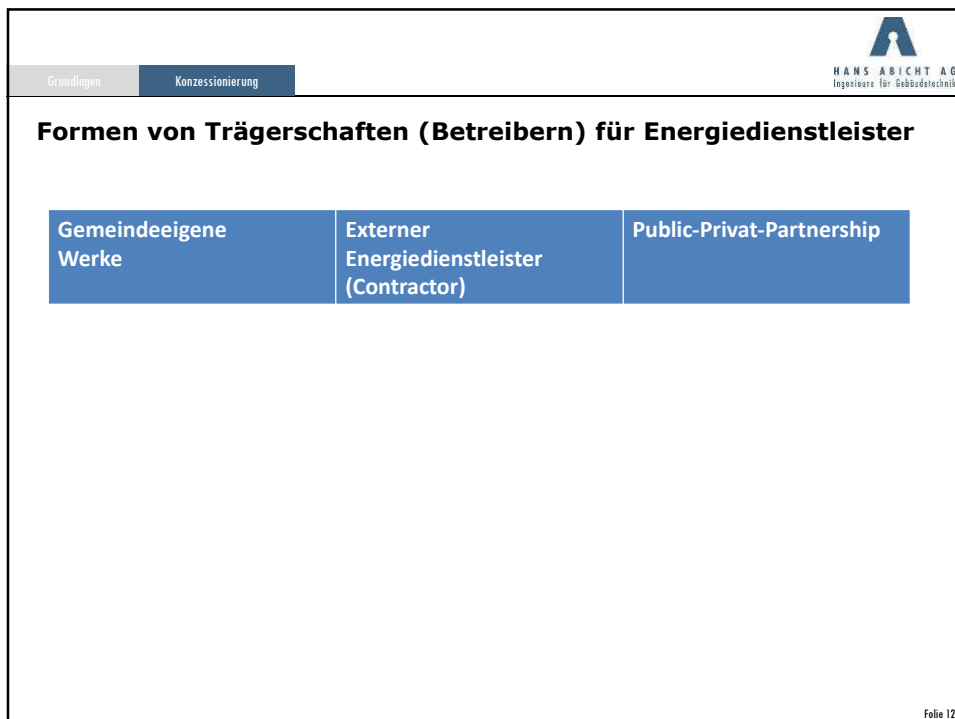 HANS ABICHT AG
Ingenieure für Gebäudetechnik
Grundlagen Konzessionierung
Formen von Trägerschaften (Betreibern) für Energiedienstleister
Gemeindeeigene
Werke
Externer
Energiedienstleister
(Contractor)
Public-Privat-Partnership
Folie 12